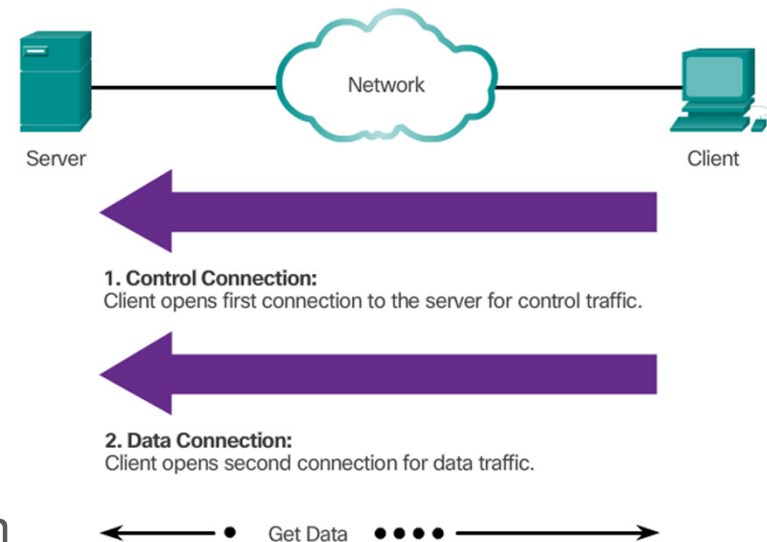 Network
Server
Client
1. Control Connection:
Client opens first connection to the server for control traffic.
2. Data Connection:
Client opens second connection for data traffic.
Get Data